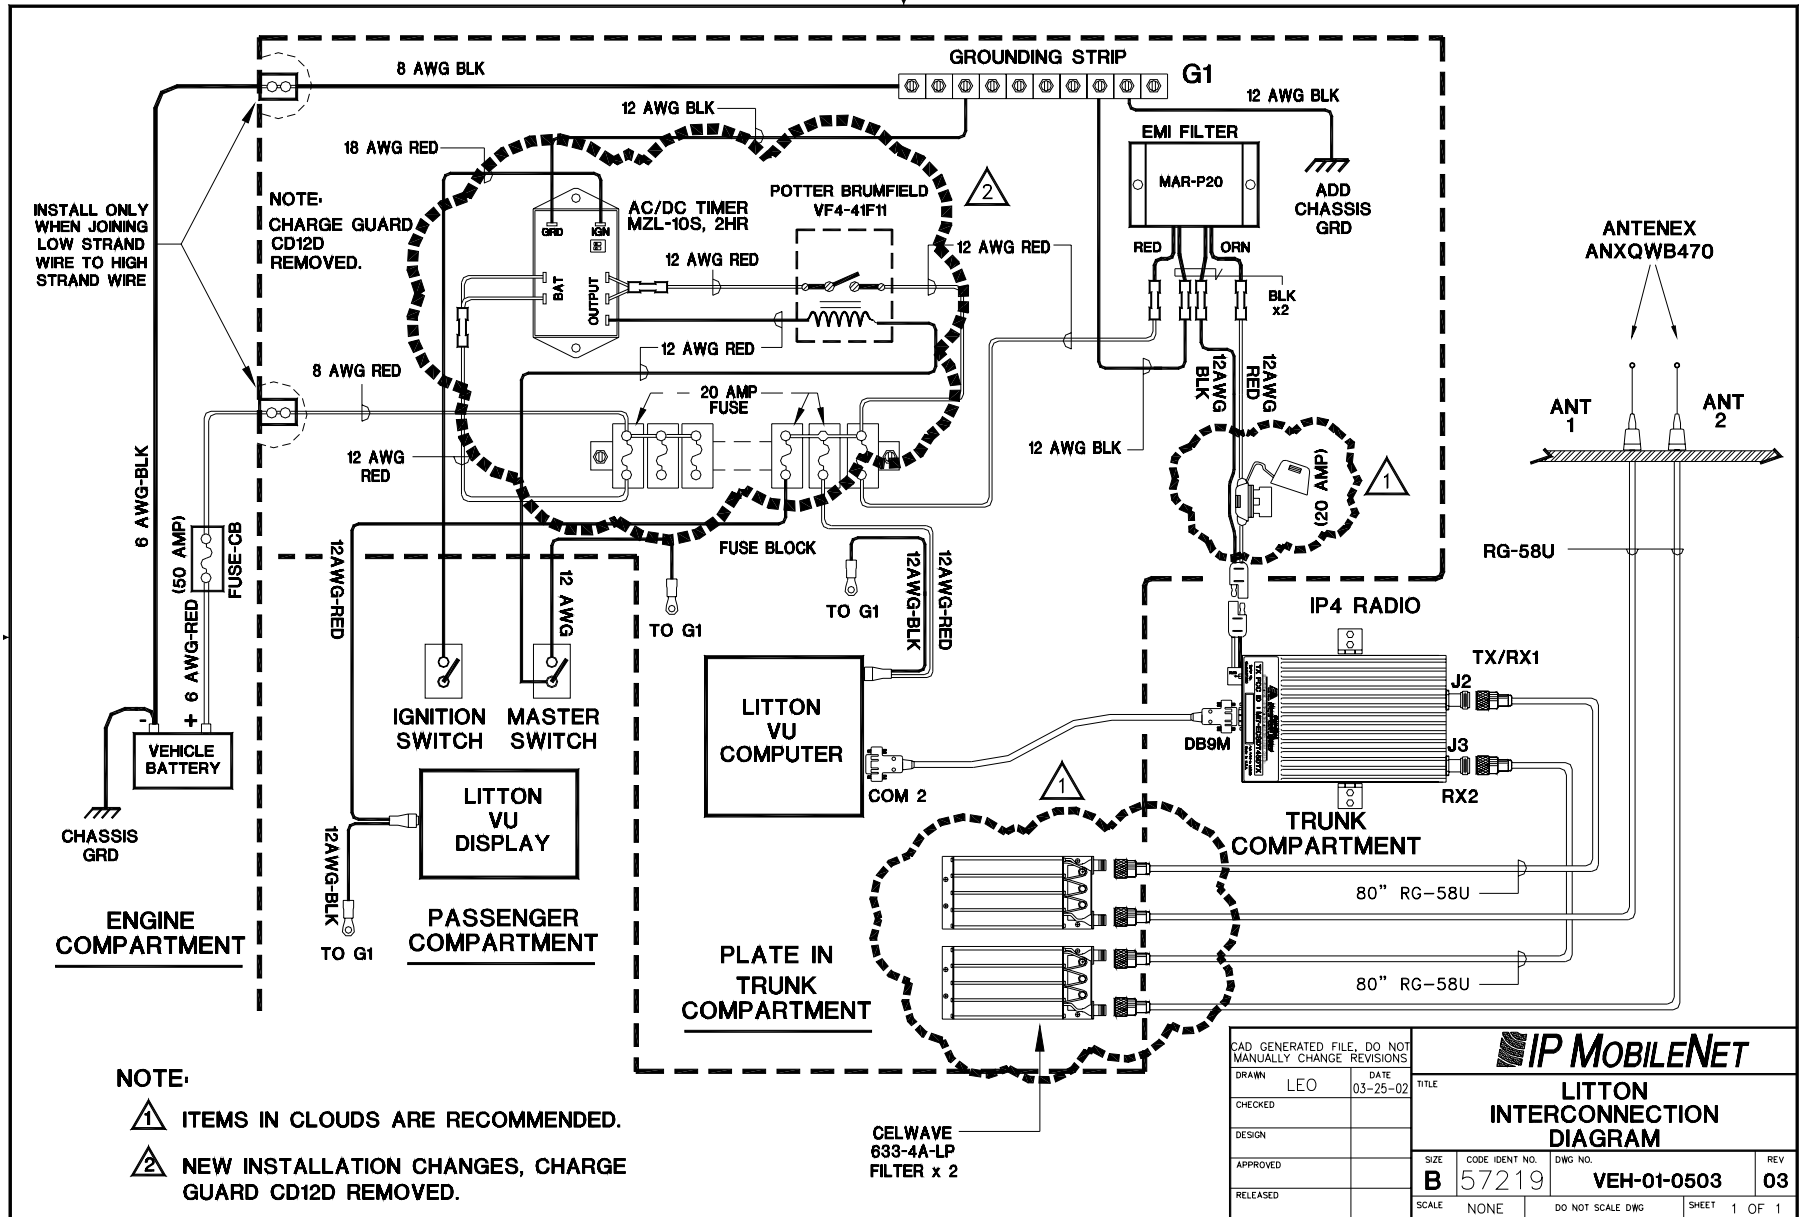 GROUNDING STRIP
G1
8 AWG BLK
12 AWG BLK
12 AWG BLK
18 AWG RED
EMI FILTER
MAR-P20
RED
ORN
BLK
x2
ADD
CHASSIS
GRD
INSTALL ONLY
WHEN JOINING
LOW STRAND
WIRE TO HIGH
STRAND WIRE
NOTE:
CHARGE GUARD
CD12D
REMOVED.
2
AC/DC TIMER
MZL-10S, 2HR
GRD
IGN
BAT
OUTPUT
POTTER BRUMFIELD
VF4-41F11
12 AWG RED
12 AWG RED
12 AWG RED
ANTENEX
ANXQWB470
ANT
1
ANT
2
8 AWG RED
20 AMP
FUSE
12 AWG
RED
12AWG
BLK
12AWG
RED
12 AWG BLK
(20 AMP)
1
6 AWG-BLK
(50 AMP)
FUSE-CB
6 AWG-RED
FUSE BLOCK
12AWG-RED
12 AWG
TO G1
TO G1
12AWG-BLK
12AWG-RED
RG-58U
IP4 RADIO
TX/RX1
J2
J3
RX2
DB9M
TRUNK
COMPARTMENT
IGNITION
SWITCH
MASTER
SWITCH
LITTON
VU
COMPUTER
COM 2
- +
VEHICLE
BATTERY
CHASSIS
GRD
LITTON
VU
DISPLAY
12AWG-BLK
TO G1
1
80" RG-58U
80" RG-58U
ENGINE
COMPARTMENT
PASSENGER
COMPARTMENT
PLATE IN
TRUNK
COMPARTMENT
CELWAVE
633-4A-LP
FILTER x 2
NOTE:
1 ITEMS IN CLOUDS ARE RECOMMENDED.
2 NEW INSTALLATION CHANGES, CHARGE
GUARD CD12D REMOVED.
CAD GENERATED FILE, DO NOT
MANUALLY CHANGE REVISIONS
DRAWN LEO DATE 03-25-02
CHECKED
DESIGN
APPROVED
RELEASED
IP MOBILENET
TITLE
LITTON
INTERCONNECTION
DIAGRAM
SIZE B CODE IDENT NO. 57219 DWG NO. VEH-01-0503 REV 03
SCALE NONE DO NOT SCALE DWG SHEET 1 OF 1